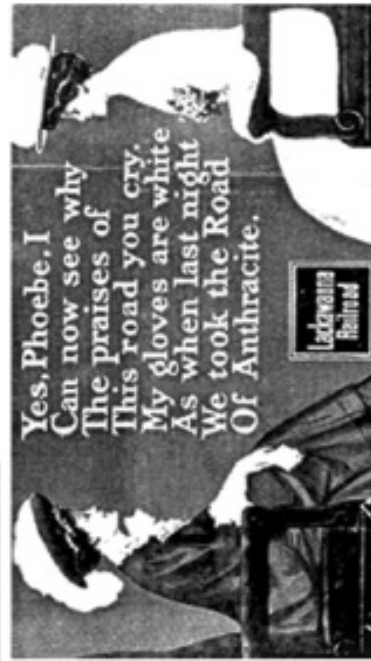 Yes, Phoebe, I
Can now see why
The praises of
This road you cry.
My gloves are white
As when last night
We took the Road
Of Anthracite.
Lackawanna
Railroad